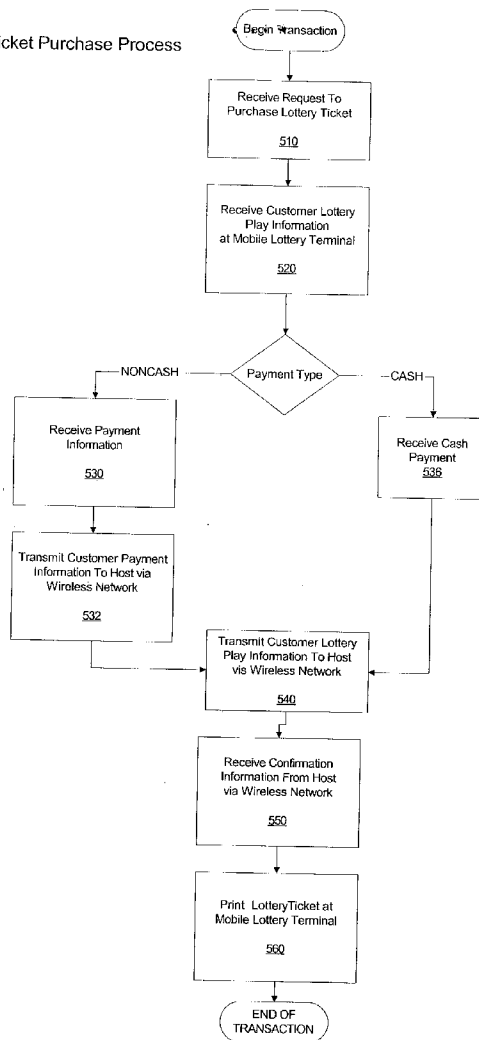 icket Purchase Process
Begin Transaction
Receive Request To
Purchase Lottery Ticket
510
Receive Customer Lottery
Play Information
at Mobile Lottery Terminal
520
Payment Type
NONCASH
CASH
Receive Payment
Information
530
Receive Cash
Payment
536
Transmit Customer Payment
Information To Host via
Wireless Network
532
Transmit Customer Lottery
Play Information To Host
vis Wireless Network
540
Receive Confirmation
Information From Host
via Wireless Network
550
Print LotteryTicket at
Mobile Lottery Terminal
560
END OF
TRANSACTION